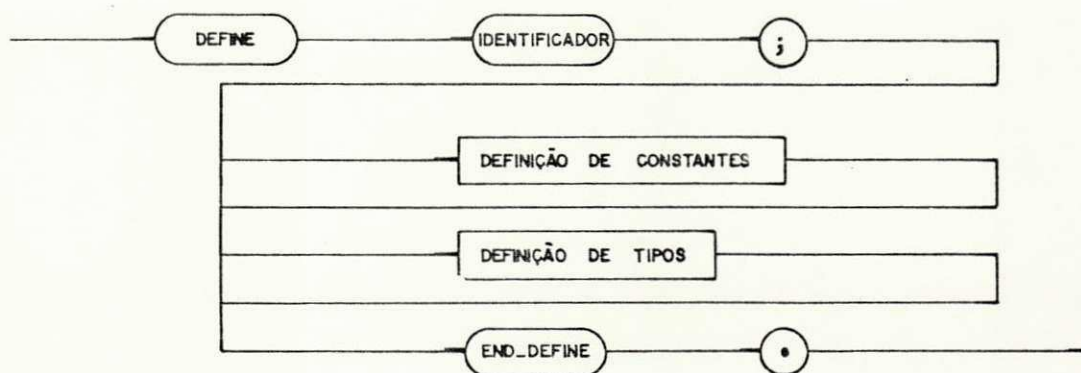 DEFINE IDENTIFICADOR ;
DEFINIÇÃO DE CONSTANTES
DEFINIÇÃO DE TIPOS
END_DEFINE .